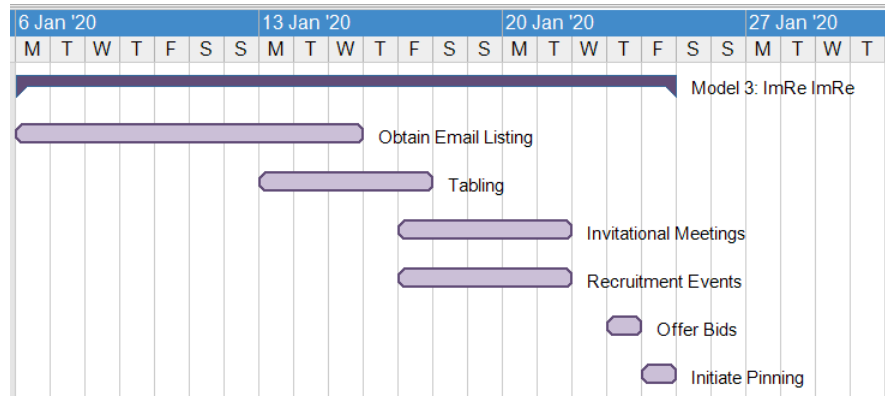 6 Jan '20 13 Jan '20 20 Jan '20 27 Jan '20
M T W T F S S M T W T F S S M T W T F S S M T W T
Model 3: ImRe ImRe
Obtain Email Listing
Tabling
Invitational Meetings
Recruitment Events
Offer Bids
Initiate Pinning